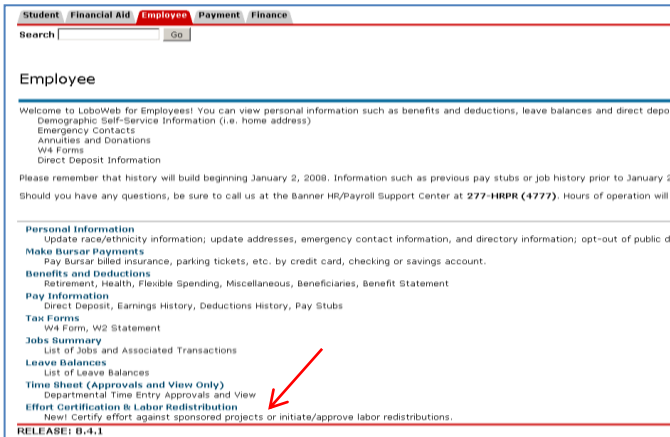 Student Financial Aid Employee Payment Finance
Search Go
Employee
Welcome to LoboWeb for Employees! You can view personal information such as benefits and deductions, leave balances and direct depo
Demographic Self-Service Information (i.e. home address)
Emergency Contacts
Annuities and Donations
W4 Forms
Direct Deposit Information
Please remember that history will build beginning January 2, 2008. Information such as previous pay stubs or job history prior to January 2
Should you have any questions, be sure to call us at the Banner HR/Payroll Support Center at 277-HRPR (4777). Hours of operation will
Personal Information
Update race/ethnicity information; update addresses, emergency contact information, and directory information; opt-out of public d
Make Bursar Payments
Pay Bursar billed insurance, parking tickets, etc. by credit card, checking or savings account.
Benefits and Deductions
Retirement, Health, Flexible Spending, Miscellaneous, Beneficiaries, Benefit Statement
Pay Information
Direct Deposit, Earnings History, Deductions History, Pay Stubs
Tax Forms
W4 Form, W2 Statement
Jobs Summary
List of Jobs and Associated Transactions
Leave Balances
List of Leave Balances
Time Sheet (Approvals and View Only)
Departmental Time Entry Approvals and View
Effort Certification & Labor Redistribution
New! Certify effort against sponsored projects or initiate/approve labor redistributions.
RELEASE: 8.4.1